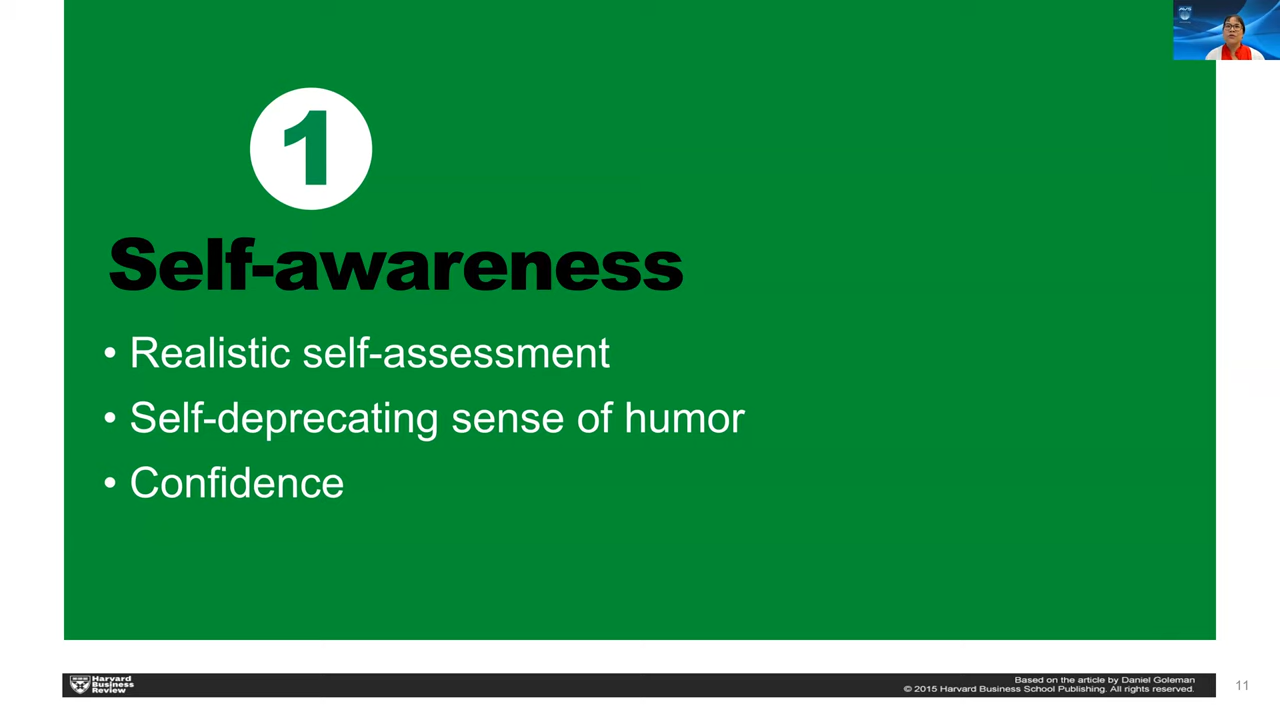 1
Self-awareness
• Realistic self-assessment
• Self-deprecating sense of humor
• Confidence
Harvard
Business
Review
Based on the article by Daniel Goleman
© 2015 Harvard Business School Publishing. All rights reserved.
11